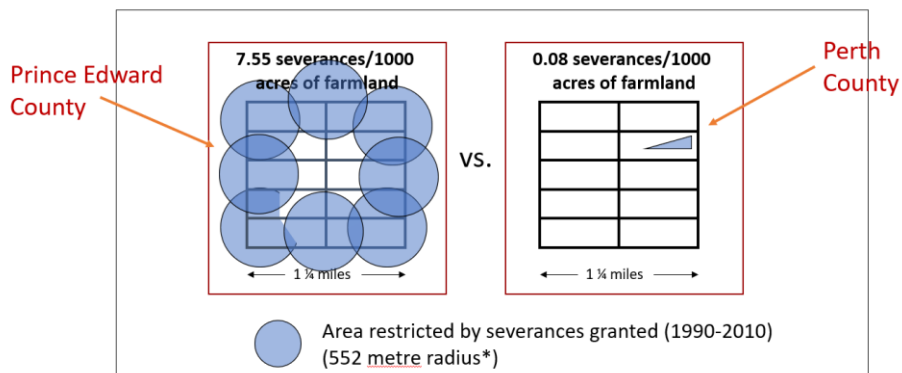 Prince Edward
County
7.55 severances/1000
acres of farmland
1 ¼ miles
vs.
0.08 severances/1000
acres of farmland
1 ¼ miles
Perth
County
Area restricted by severances granted (1990-2010)
(552 metre radius*)